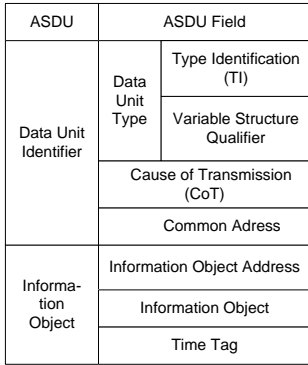 ASDU
ASDU Field
Data Unit
Identifier
Data
Unit
Type
Type Identification
(TI)
Variable Structure
Qualifier
Cause of Transmission
(CoT)
Common Adress
Informa-
tion
Object
Information Object Address
Information Object
Time Tag